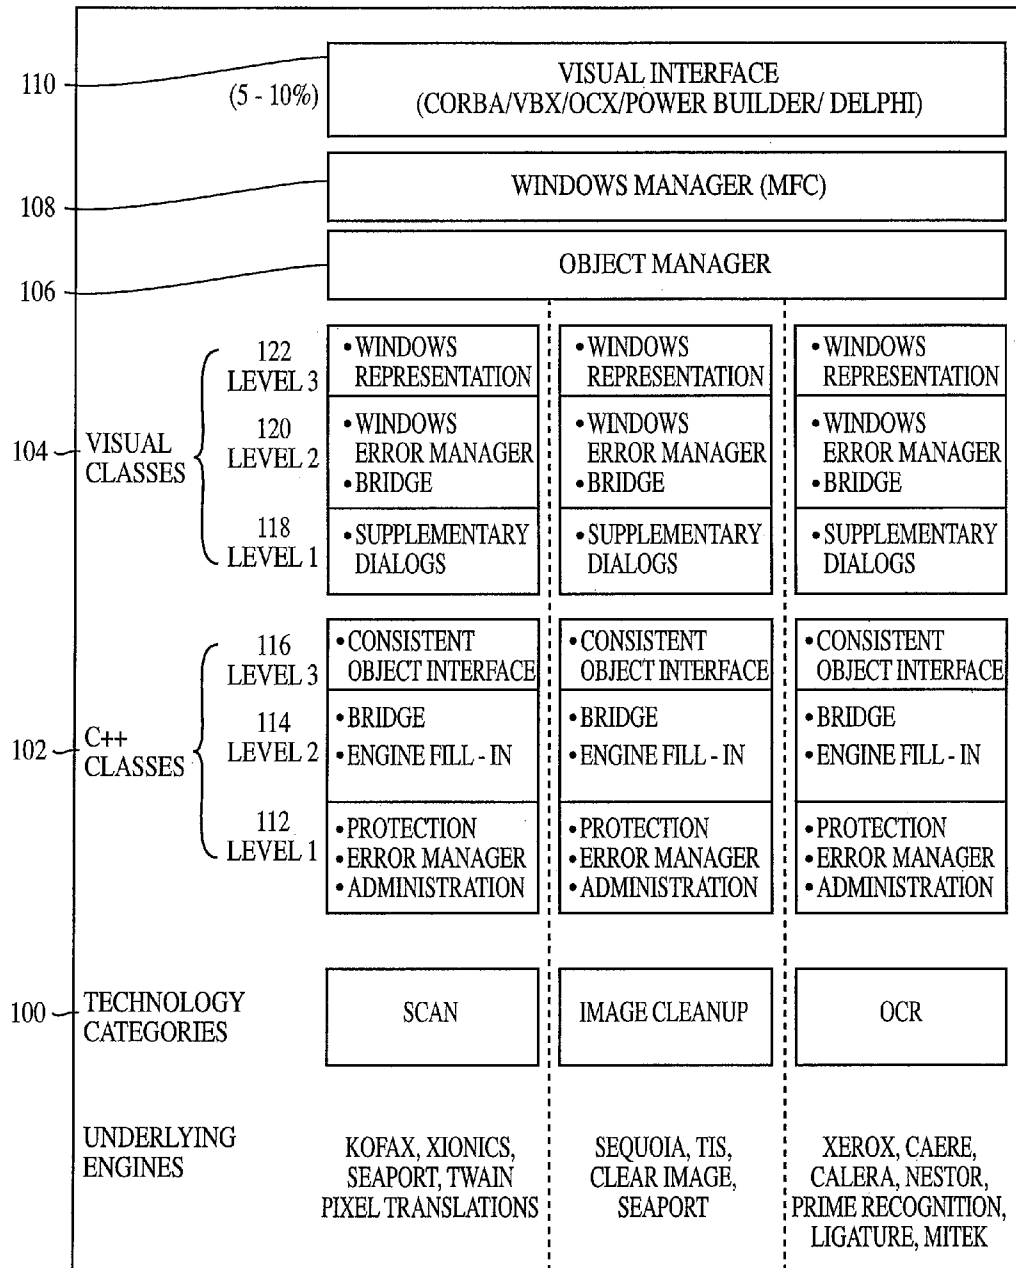 110
(5 - 10%)
VISUAL INTERFACE
(CORBA/VBX/OCX/POWER BUILDER/ DELPHI)
108
WINDOWS MANAGER (MFC)
106
OBJECT MANAGER
104
VISUAL
CLASSES
122
LEVEL 3
• WINDOWS
REPRESENTATION
• WINDOWS
REPRESENTATION
• WINDOWS
REPRESENTATION
120
LEVEL 2
• WINDOWS
ERROR MANAGER
• BRIDGE
• WINDOWS
ERROR MANAGER
• BRIDGE
• WINDOWS
ERROR MANAGER
• BRIDGE
118
LEVEL 1
• SUPPLEMENTARY
DIALOGS
• SUPPLEMENTARY
DIALOGS
• SUPPLEMENTARY
DIALOGS
102
C++
CLASSES
116
LEVEL 3
• CONSISTENT
OBJECT INTERFACE
• CONSISTENT
OBJECT INTERFACE
• CONSISTENT
OBJECT INTERFACE
114
LEVEL 2
• BRIDGE
• ENGINE FILL - IN
• BRIDGE
• ENGINE FILL - IN
• BRIDGE
• ENGINE FILL - IN
112
LEVEL 1
• PROTECTION
• ERROR MANAGER
• ADMINISTRATION
• PROTECTION
• ERROR MANAGER
• ADMINISTRATION
• PROTECTION
• ERROR MANAGER
• ADMINISTRATION
100
TECHNOLOGY
CATEGORIES
SCAN
IMAGE CLEANUP
OCR
UNDERLYING
ENGINES
KOFAX, XIONICS,
SEAPORT, TWAIN
PIXEL TRANSLATIONS
SEQUOIA, TIS,
CLEAR IMAGE,
SEAPORT
XEROX, CAERE,
CALERA, NESTOR,
PRIME RECOGNITION,
LIGATURE, MITEK